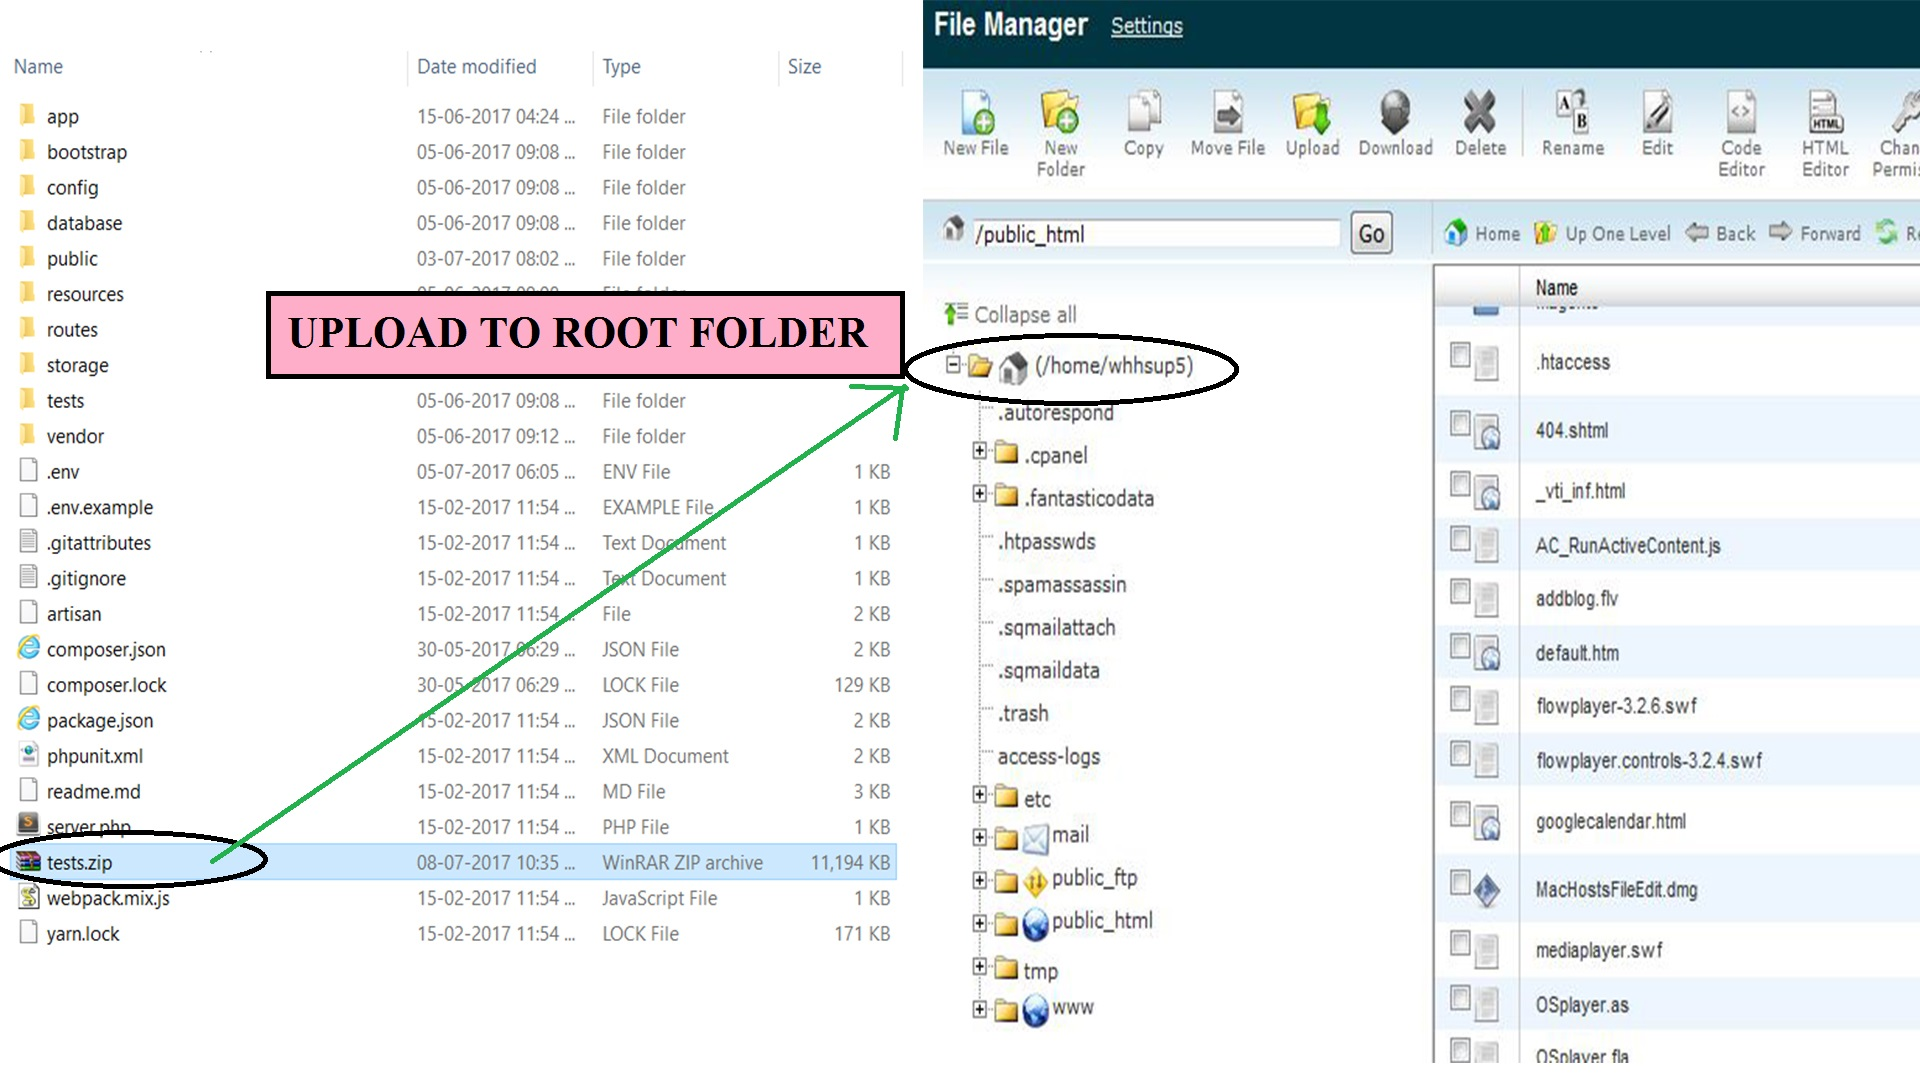 Name Date modified Type Size
app 15-06-2017 04:24 ... File folder
bootstrap 05-06-2017 09:08 ... File folder
config 05-06-2017 09:08 ... File folder
database 05-06-2017 09:08 ... File folder
public 03-07-2017 08:02 ... File folder
resources 05-06-2017 09:08 ... File folder
routes
storage
UPLOAD TO ROOT FOLDER
tests 05-06-2017 09:08 ... File folder
vendor 05-06-2017 09:12 ... File folder
.env 05-07-2017 06:05 ... ENV File 1 KB
.env.example 15-02-2017 11:54 ... EXAMPLE File 1 KB
.gitattributes 15-02-2017 11:54 ... Text Document 1 KB
.gitignore 15-02-2017 11:54 ... Text Document 1 KB
artisan 15-02-2017 11:54 ... File 2 KB
composer.json 30-05-2017 06:29 ... JSON File 2 KB
composer.lock 30-05-2017 06:29 ... LOCK File 129 KB
package.json 15-02-2017 11:54 ... JSON File 2 KB
phpunit.xml 15-02-2017 11:54 ... XML Document 2 KB
readme.md 15-02-2017 11:54 ... MD File 3 KB
server.php 15-02-2017 11:54 ... PHP File 1 KB
tests.zip 08-07-2017 10:35 ... WinRAR ZIP archive 11,194 KB
webpack.mix.js 15-02-2017 11:54 ... JavaScript File 1 KB
yarn.lock 15-02-2017 11:54 ... LOCK File 171 KB
File Manager Settings
New File New Folder Copy Move File Upload Download Delete Rename Edit Code Editor HTML Editor Chan Permis
/public_html Go Home Up One Level Back Forward Re
Collapse all
(/home/whhsup5)
.autorespond
.cpanel
.fantasticodata
.htpasswds
.spamassassin
.sqmailattach
.sqmaildata
.trash
access-logs
etc
mail
public_ftp
public_html
tmp
www
Name
.htaccess
404.shtml
_vti_inf.html
AC_RunActiveContent.js
addblog.flv
default.htm
flowplayer-3.2.6.swf
flowplayer.controls-3.2.4.swf
googlecalendar.html
MacHostsFileEdit.dmg
mediaplayer.swf
OSplayer.as
OSplayer.fla